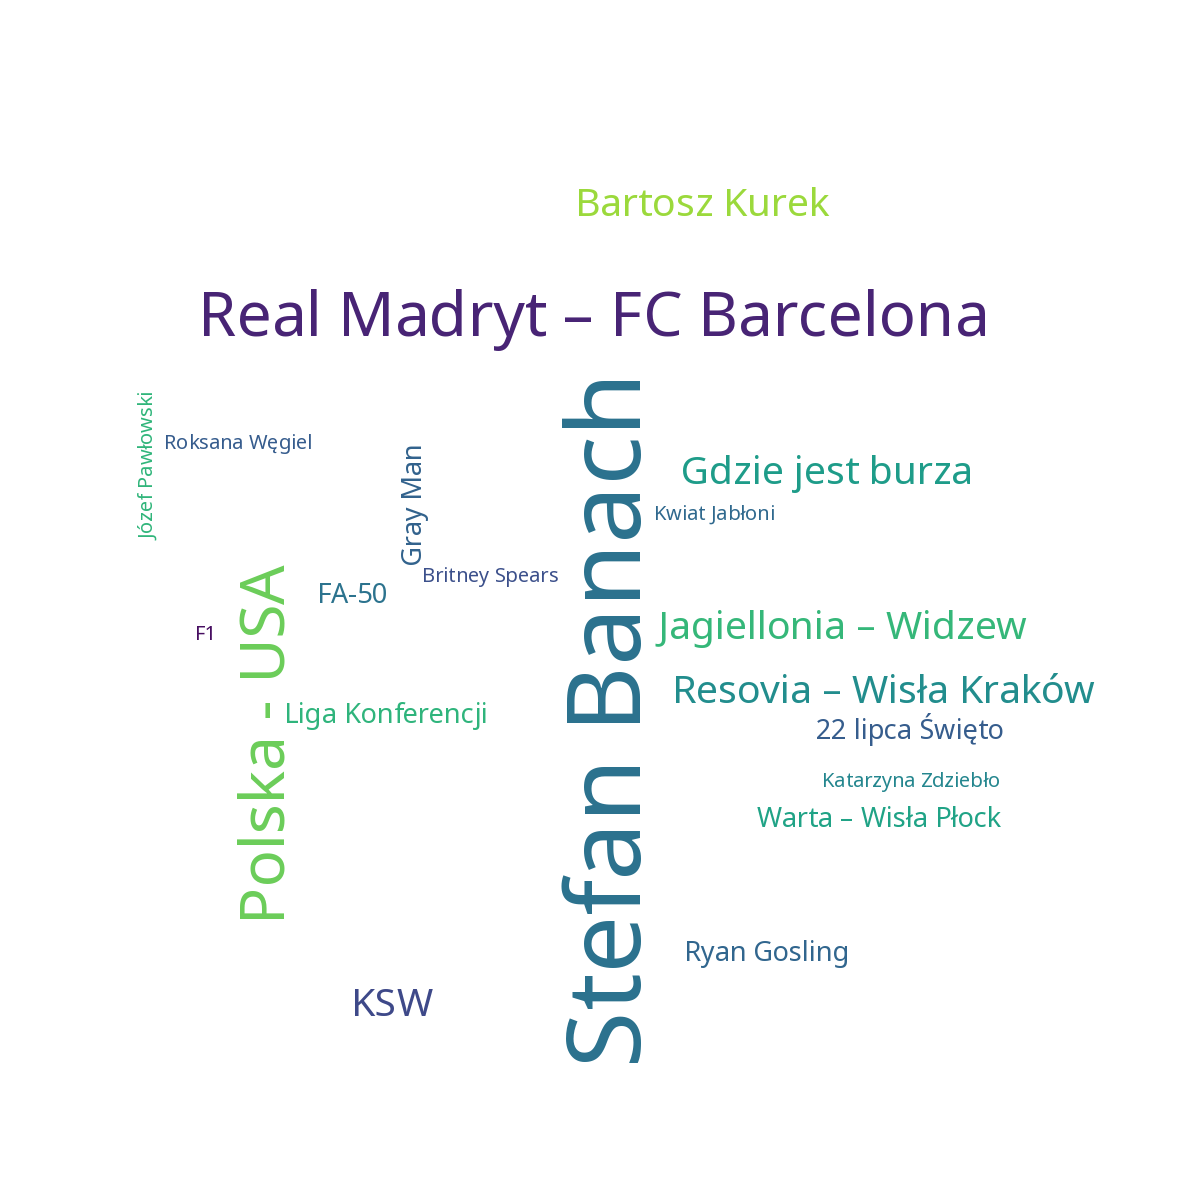 Bartosz Kurek
Real Madryt – FC Barcelona
Stefan Banach
Józef Pawłowski
Roksana Węgiel
Gray Man
Gdzie jest burza
Kwiat Jabłoni
Polska - USA
FA-50
Britney Spears
F1
Jagiellonia – Widzew
Resovia – Wisła Kraków
Liga Konferencji
22 lipca Święto
Katarzyna Zdziebło
Warta – Wisła Płock
Ryan Gosling
KSW